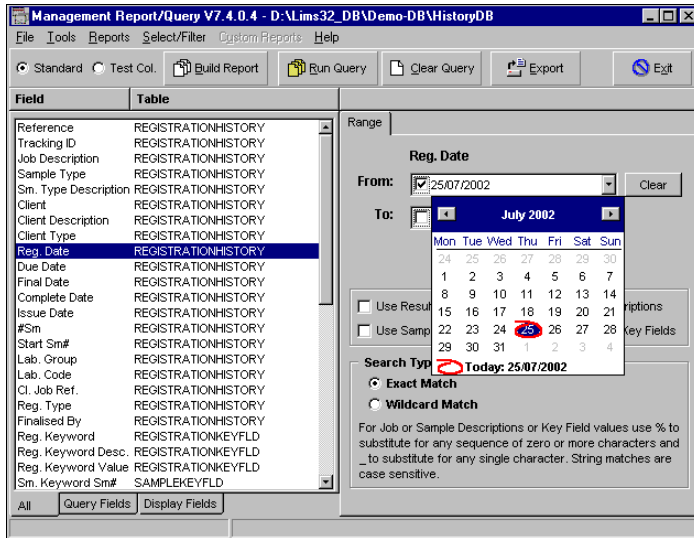 Management Report/Query V7.4.0.4 - D:\Lims32_DB\Demo-DB\HistoryDB
File Tools Reports Select/Filter Custom Reports Help
Standard Test Col. Build Report Run Query Clear Query Export Exit
Field Table
Reference REGISTRATIONHISTORY
Tracking ID REGISTRATIONHISTORY
Job Description REGISTRATIONHISTORY
Sample Type REGISTRATIONHISTORY
Sm. Type Description REGISTRATIONHISTORY
Client REGISTRATIONHISTORY
Client Description REGISTRATIONHISTORY
Client Type REGISTRATIONHISTORY
Reg. Date REGISTRATIONHISTORY
Due Date REGISTRATIONHISTORY
Final Date REGISTRATIONHISTORY
Complete Date REGISTRATIONHISTORY
Issue Date REGISTRATIONHISTORY
#Sm REGISTRATIONHISTORY
Start Sm# REGISTRATIONHISTORY
Lab. Group REGISTRATIONHISTORY
Lab. Code REGISTRATIONHISTORY
Cl. Job Ref. REGISTRATIONHISTORY
Reg. Type REGISTRATIONHISTORY
Finalised By REGISTRATIONHISTORY
Reg. Keyword REGISTRATIONKEYFLD
Reg. Keyword Desc. REGISTRATIONKEYFLD
Reg. Keyword Value REGISTRATIONKEYFLD
Sm. Keyword Sm# SAMPLEKEYFLD
All Query Fields Display Fields
Range
Reg. Date
From: 25/07/2002 Clear
To:
July 2002
Mon Tue Wed Thu Fri Sat Sun
24 25 26 27 28 29 30
1 2 3 4 5 6 7
8 9 10 11 12 13 14
15 16 17 18 19 20 21
22 23 24 25 26 27 28
29 30 31 1 2 3 4
Today: 25/07/2002
Use Resul riptions
Use Samp Key Fields
Search Typ
Exact Match
Wildcard Match
For Job or Sample Descriptions or Key Field values use % to
substitute for any sequence of zero or more characters and
_ to substitute for any single character. String matches are
case sensitive.